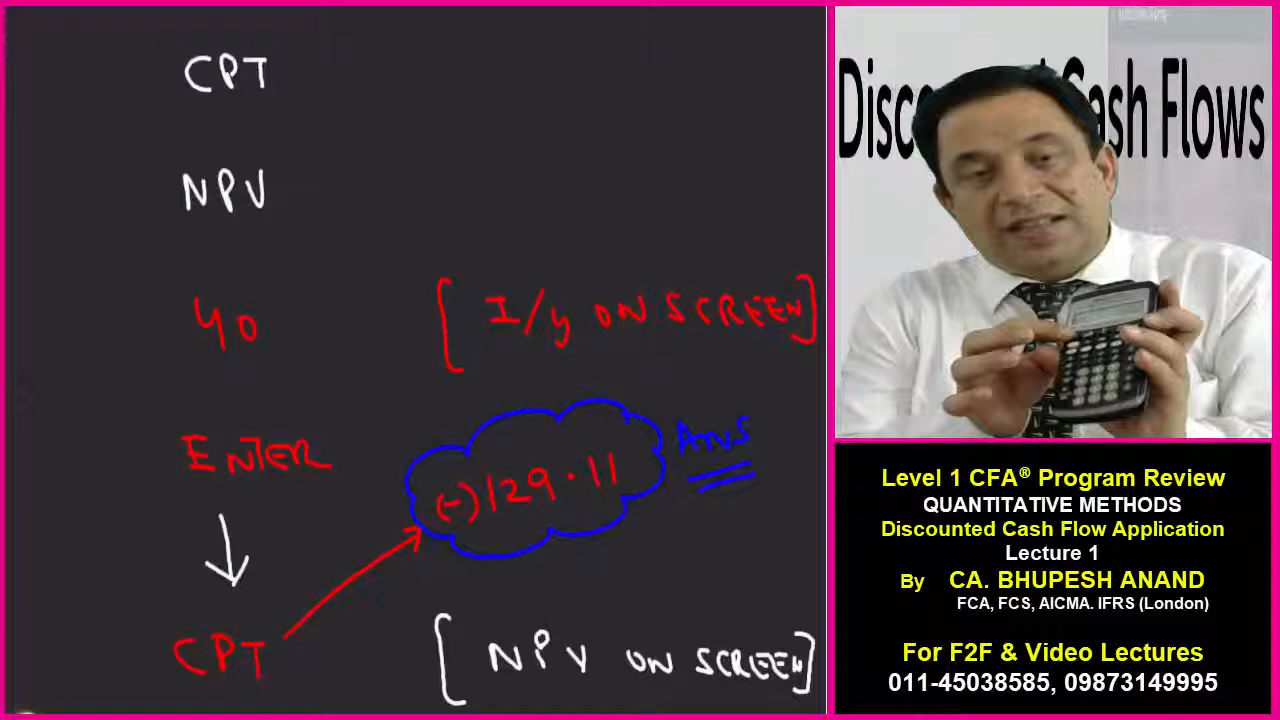 CPT
NPV
40 [ I/y ON SCREEN ]
ENTER
(-)129.11 Ans
↓
CPT [ NPV ON SCREEN ]
Cash Flows
Level 1 CFA® Program Review
QUANTITATIVE METHODS
Discounted Cash Flow Application
Lecture 1
By CA. BHUPESH ANAND
FCA, FCS, AICMA. IFRS (London)
For F2F & Video Lectures
011-45038585, 09873149995